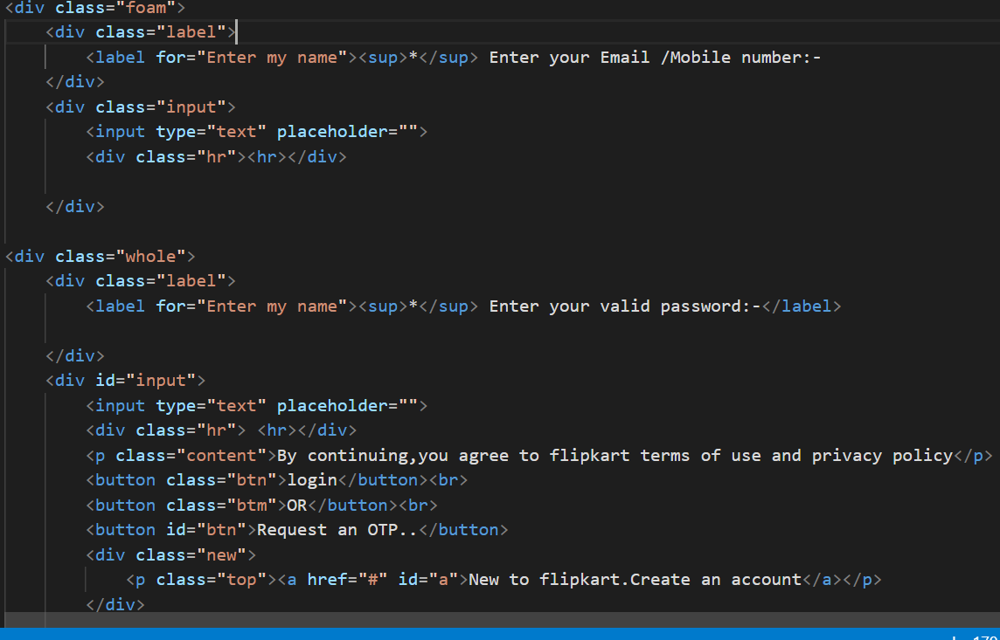 <div class="foam">
<div class="label">
<label for="Enter my name"><sup>*</sup> Enter your Email /Mobile number:-
</div>
<div class="input">
<input type="text" placeholder="">
<div class="hr"><hr></div>
</div>
<div class="whole">
<div class="label">
<label for="Enter my name"><sup>*</sup> Enter your valid password:-</label>
</div>
<div id="input">
<input type="text" placeholder="">
<div class="hr"> <hr></div>
<p class="content">By continuing,you agree to flipkart terms of use and privacy policy</p>
<button class="btn">login</button><br>
<button class="btm">OR</button><br>
<button id="btn">Request an OTP..</button>
<div class="new">
<p class="top"><a href="#" id="a">New to flipkart.Create an account</a></p>
</div>